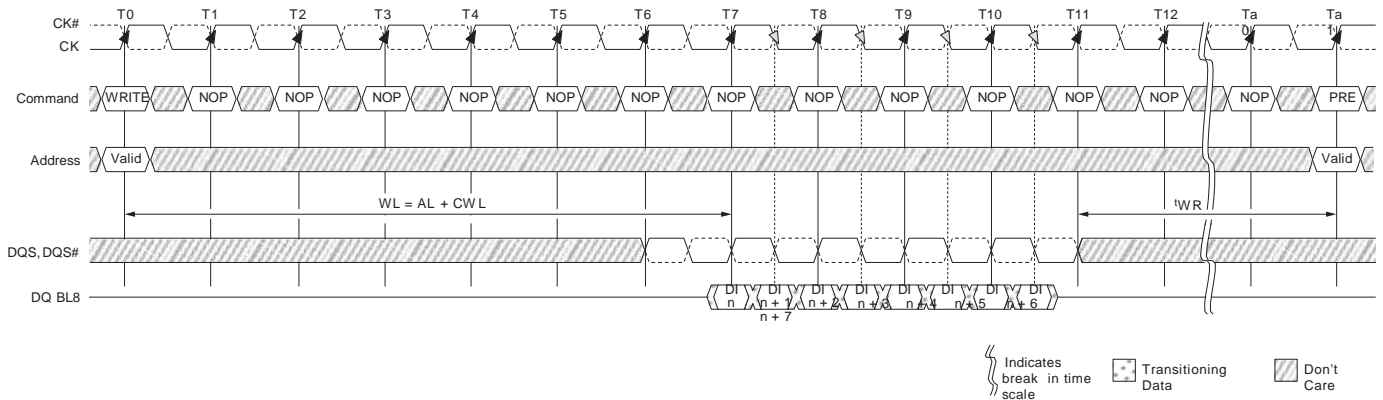 T0 T1 T2 T3 T4 T5 T6 T7 T8 T9 T10 T11 T12 Ta 0 Ta 1
CK#
CK
Command WRITE NOP NOP NOP NOP NOP NOP NOP NOP NOP NOP NOP NOP NOP PRE
Address Valid Valid
WL = AL + CWL tWR
DQS, DQS#
DQ BL8 DI DI DI DI DI DI DI DI
n n + 1 n + 2 n + 3 n + 4 n + 5 n + 6
n + 7
Indicates
break in time
scale
Transitioning
Data
Don't
Care